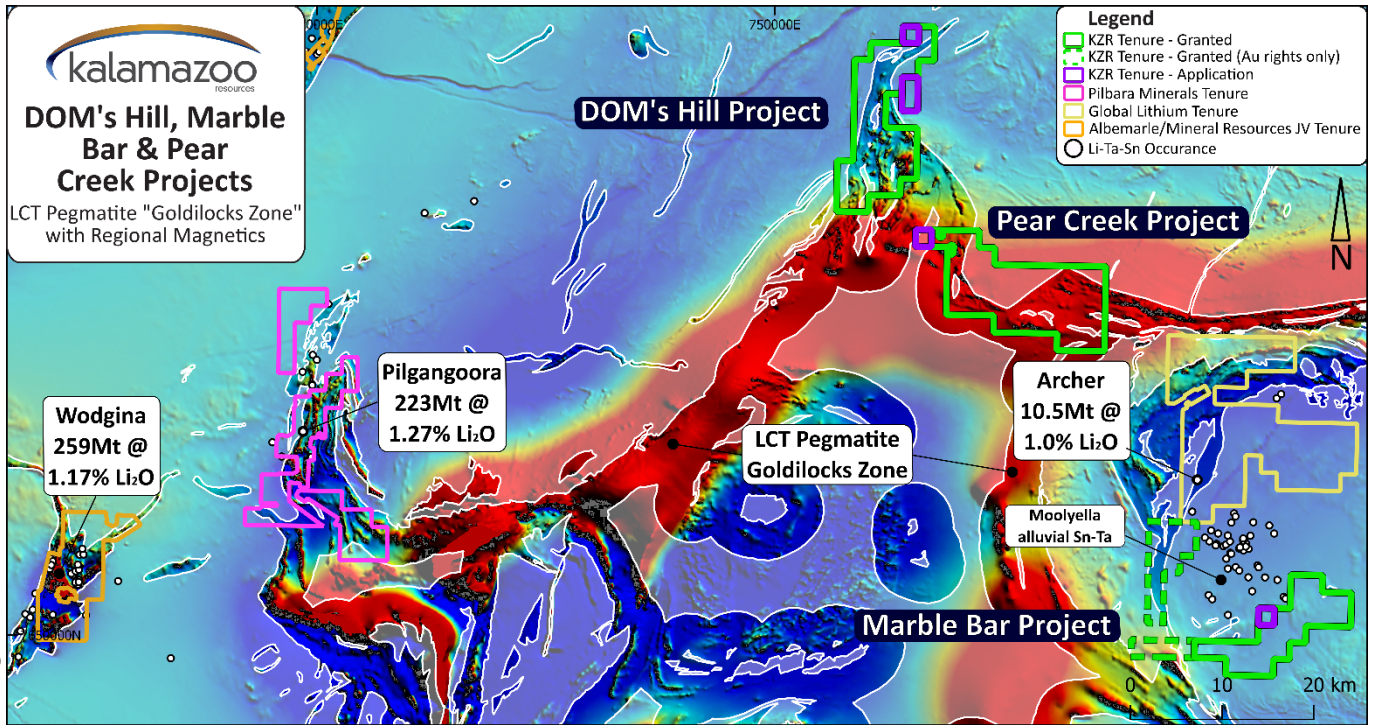 kalamazoo
resources
DOM's Hill, Marble
Bar & Pear
Creek Projects
LCT Pegmatite "Goldilocks Zone"
with Regional Magnetics
750000E
Legend
KZR Tenure - Granted
KZR Tenure - Granted (Au rights only)
KZR Tenure - Application
Pilbara Minerals Tenure
Global Lithium Tenure
Albemarle/Mineral Resources JV Tenure
Li-Ta-Sn Occurance
DOM's Hill Project
Pear Creek Project
N
Wodgina
259Mt @
1.17% Li₂O
Pilgangoora
223Mt @
1.27% Li₂O
LCT Pegmatite
Goldilocks Zone
Archer
10.5Mt @
1.0% Li₂O
Moolyella
alluvial Sn-Ta
Marble Bar Project
0 10 20 km